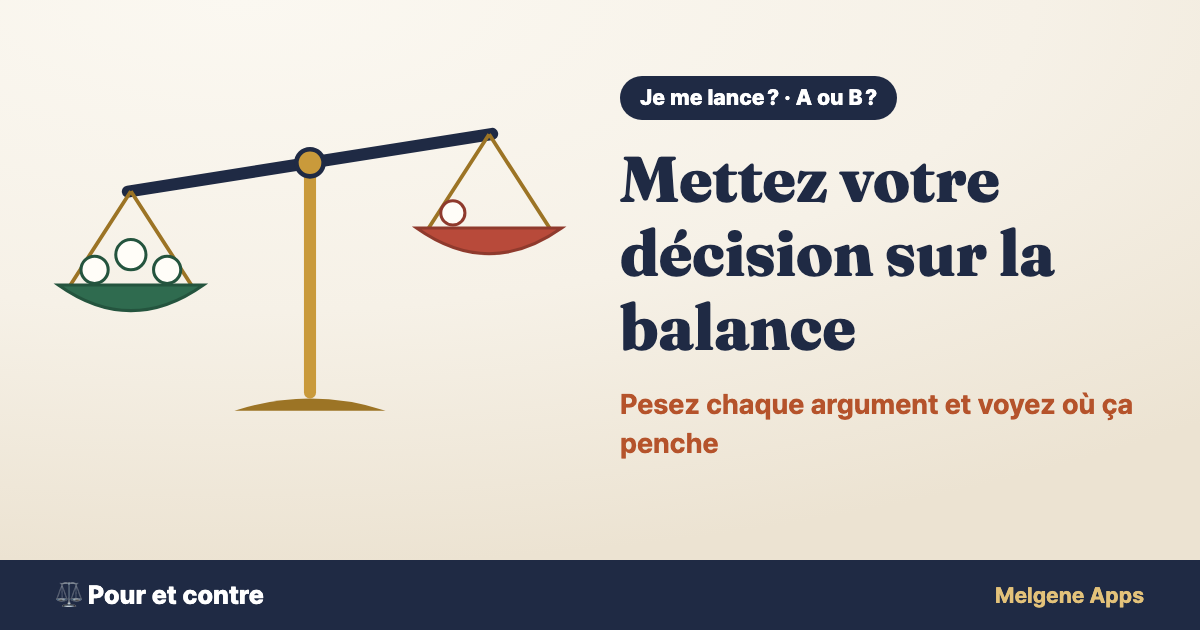 Je me lance ? · A ou B ?
Mettez votre
décision sur la
balance
Pesez chaque argument et voyez où ça
penche
Pour et contre
Melgene Apps